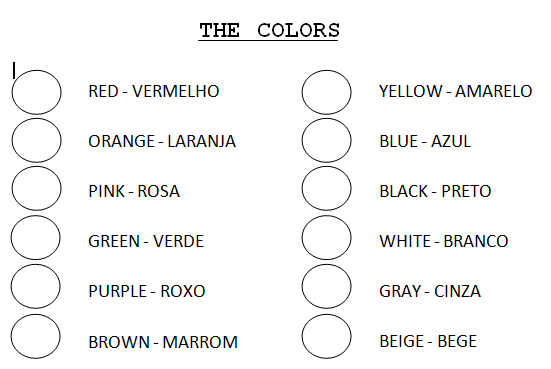 THE COLORS
RED - VERMELHO
ORANGE - LARANJA
PINK - ROSA
GREEN - VERDE
PURPLE - ROXO
BROWN - MARROM
YELLOW - AMARELO
BLUE - AZUL
BLACK - PRETO
WHITE - BRANCO
GRAY - CINZA
BEIGE - BEGE